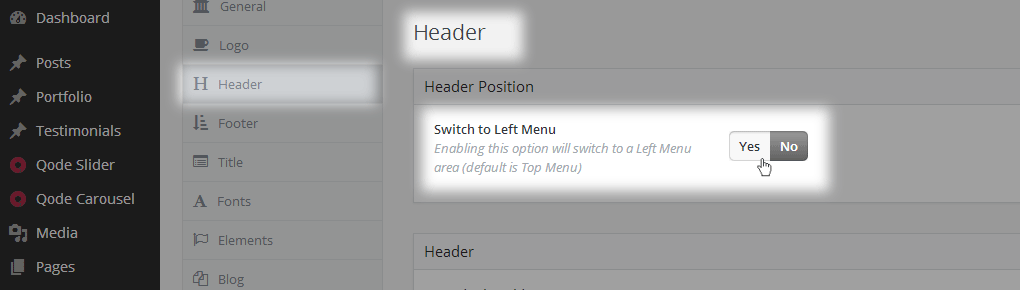 Dashboard
Posts
Portfolio
Testimonials
Qode Slider
Qode Carousel
Media
Pages
General
Logo
Header
Footer
Title
Fonts
Elements
Blog
Header
Header Position
Switch to Left Menu
Enabling this option will switch to a Left Menu
area (default is Top Menu)
Yes No
Header